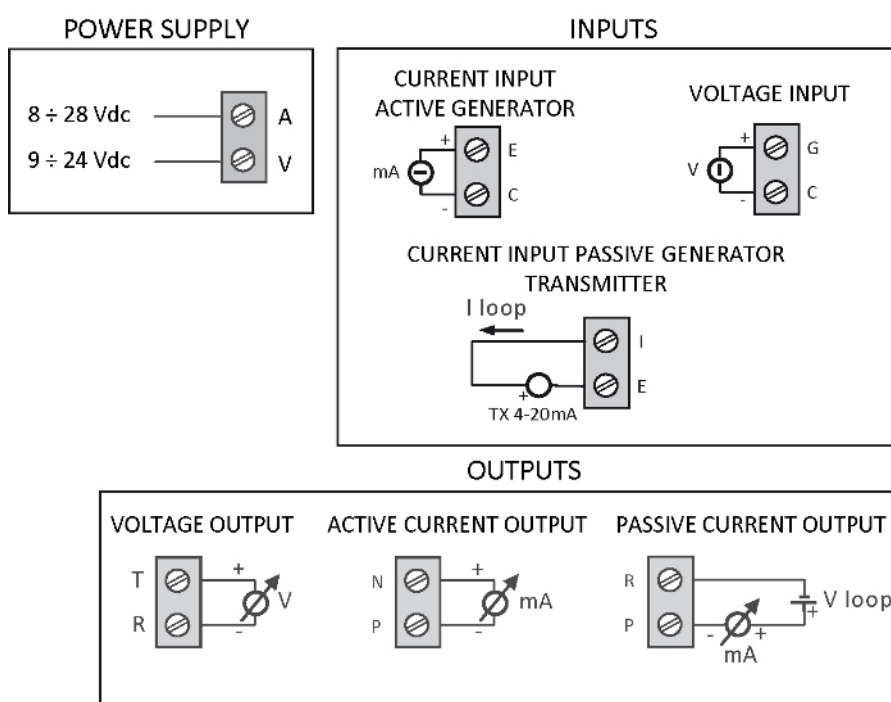 POWER SUPPLY
8 ÷ 28 Vdc
A
9 ÷ 24 Vdc
V
INPUTS
CURRENT INPUT
ACTIVE GENERATOR
+
E
mA
-
C
VOLTAGE INPUT
+
G
V
-
C
CURRENT INPUT PASSIVE GENERATOR
TRANSMITTER
I loop
I
+
E
TX 4-20mA
OUTPUTS
VOLTAGE OUTPUT
T
+
V
R
-
ACTIVE CURRENT OUTPUT
N
+
mA
P
-
PASSIVE CURRENT OUTPUT
R
+
V loop
P
- +
mA